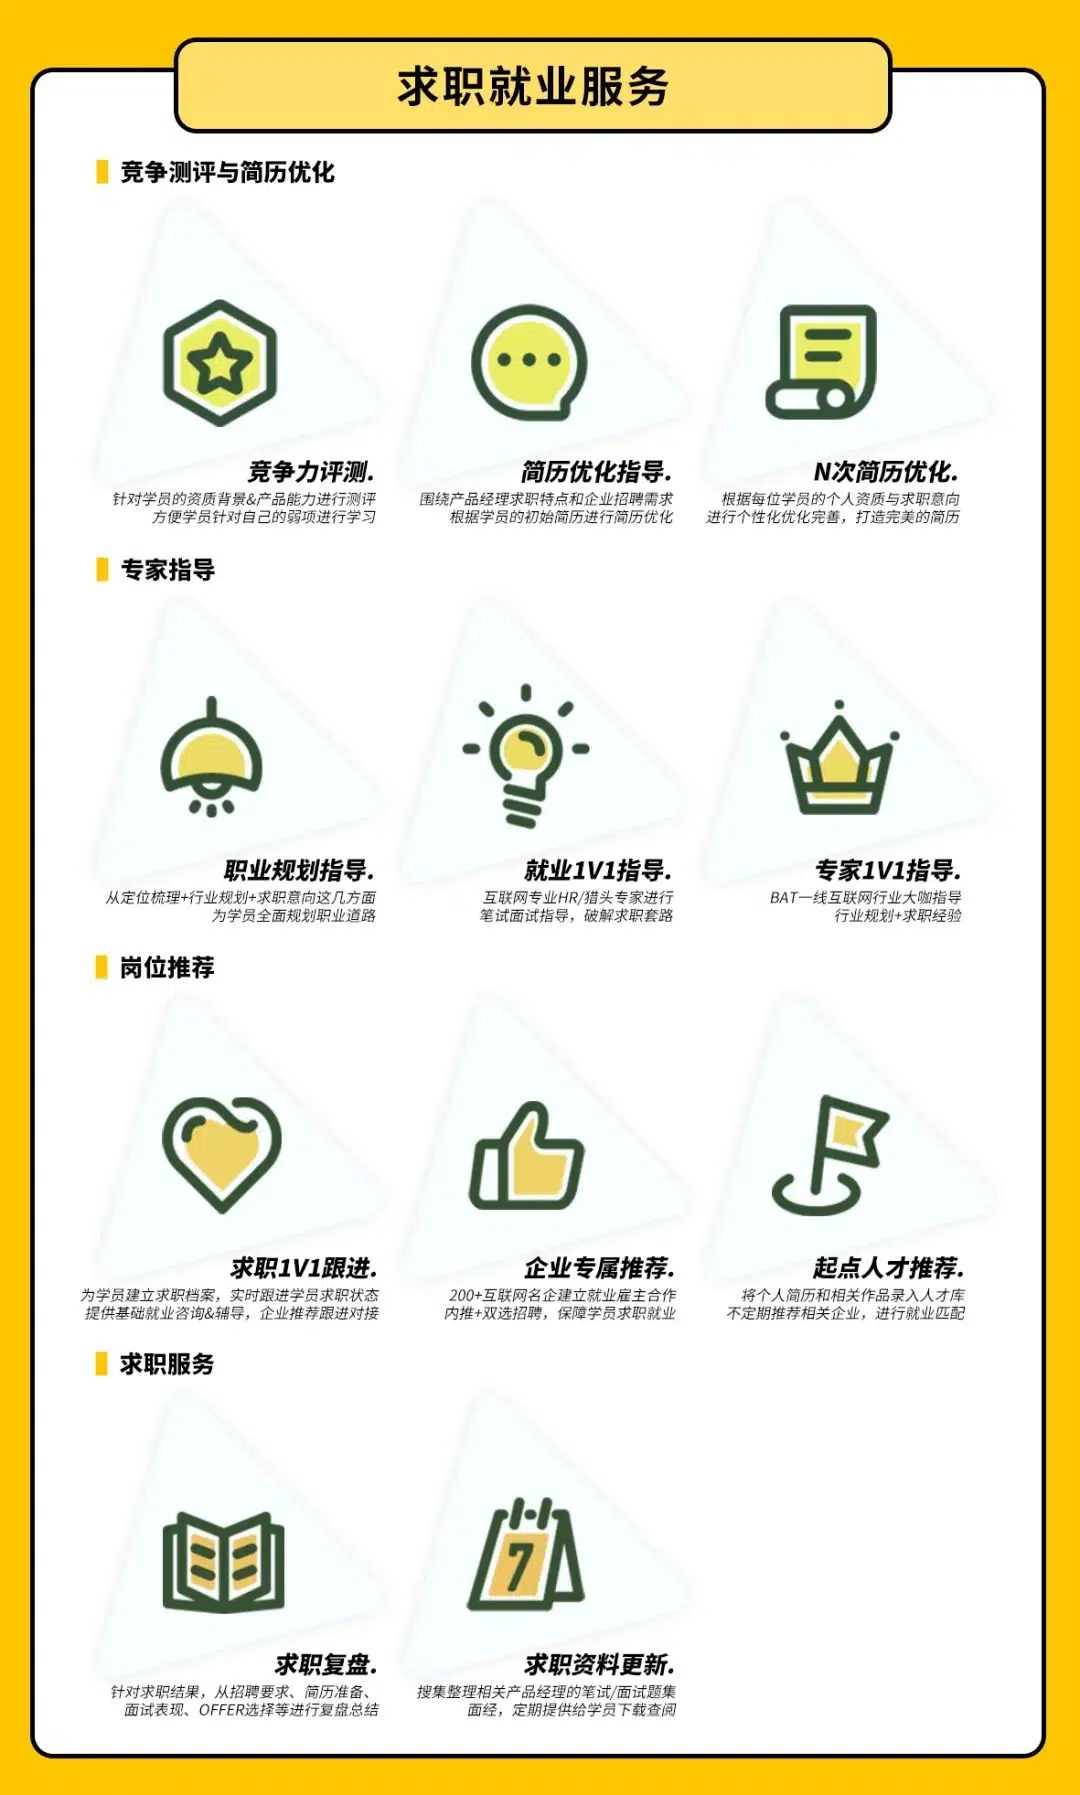 求职就业服务
竞争测评与简历优化
竞争力评测.
针对学员的资质背景&产品能力进行测评
方便学员针对自己的弱项进行学习
简历优化指导.
围绕产品经理求职特点和企业招聘需求
根据学员的初始简历进行简历优化
N次简历优化.
根据每位学员的个人资质与求职意向
进行个性化优化完善，打造完美的简历
专家指导
职业规划指导.
从定位梳理+行业规划+求职意向这几方面
为学员全面规划职业道路
就业1V1指导.
互联网专业HR/猎头专家进行
笔试面试指导，破解求职套路
专家1V1指导.
BAT一线互联网行业大咖指导
行业规划+求职经验
岗位推荐
求职1V1跟进.
为学员建立求职档案，实时跟进学员求职状态
提供基础就业咨询&辅导，企业推荐跟进对接
企业专属推荐.
200+互联网名企建立就业雇主合作
内推+双选招聘，保障学员求职就业
起点人才推荐.
将个人简历和相关作品录入人才库
不定期推荐相关企业，进行就业匹配
求职服务
求职复盘.
针对求职结果，从招聘要求、简历准备、
面试表现、OFFER选择等进行复盘总结
7
求职资料更新.
搜集整理相关产品经理的笔试/面试题集
面经，定期提供给学员下载查阅